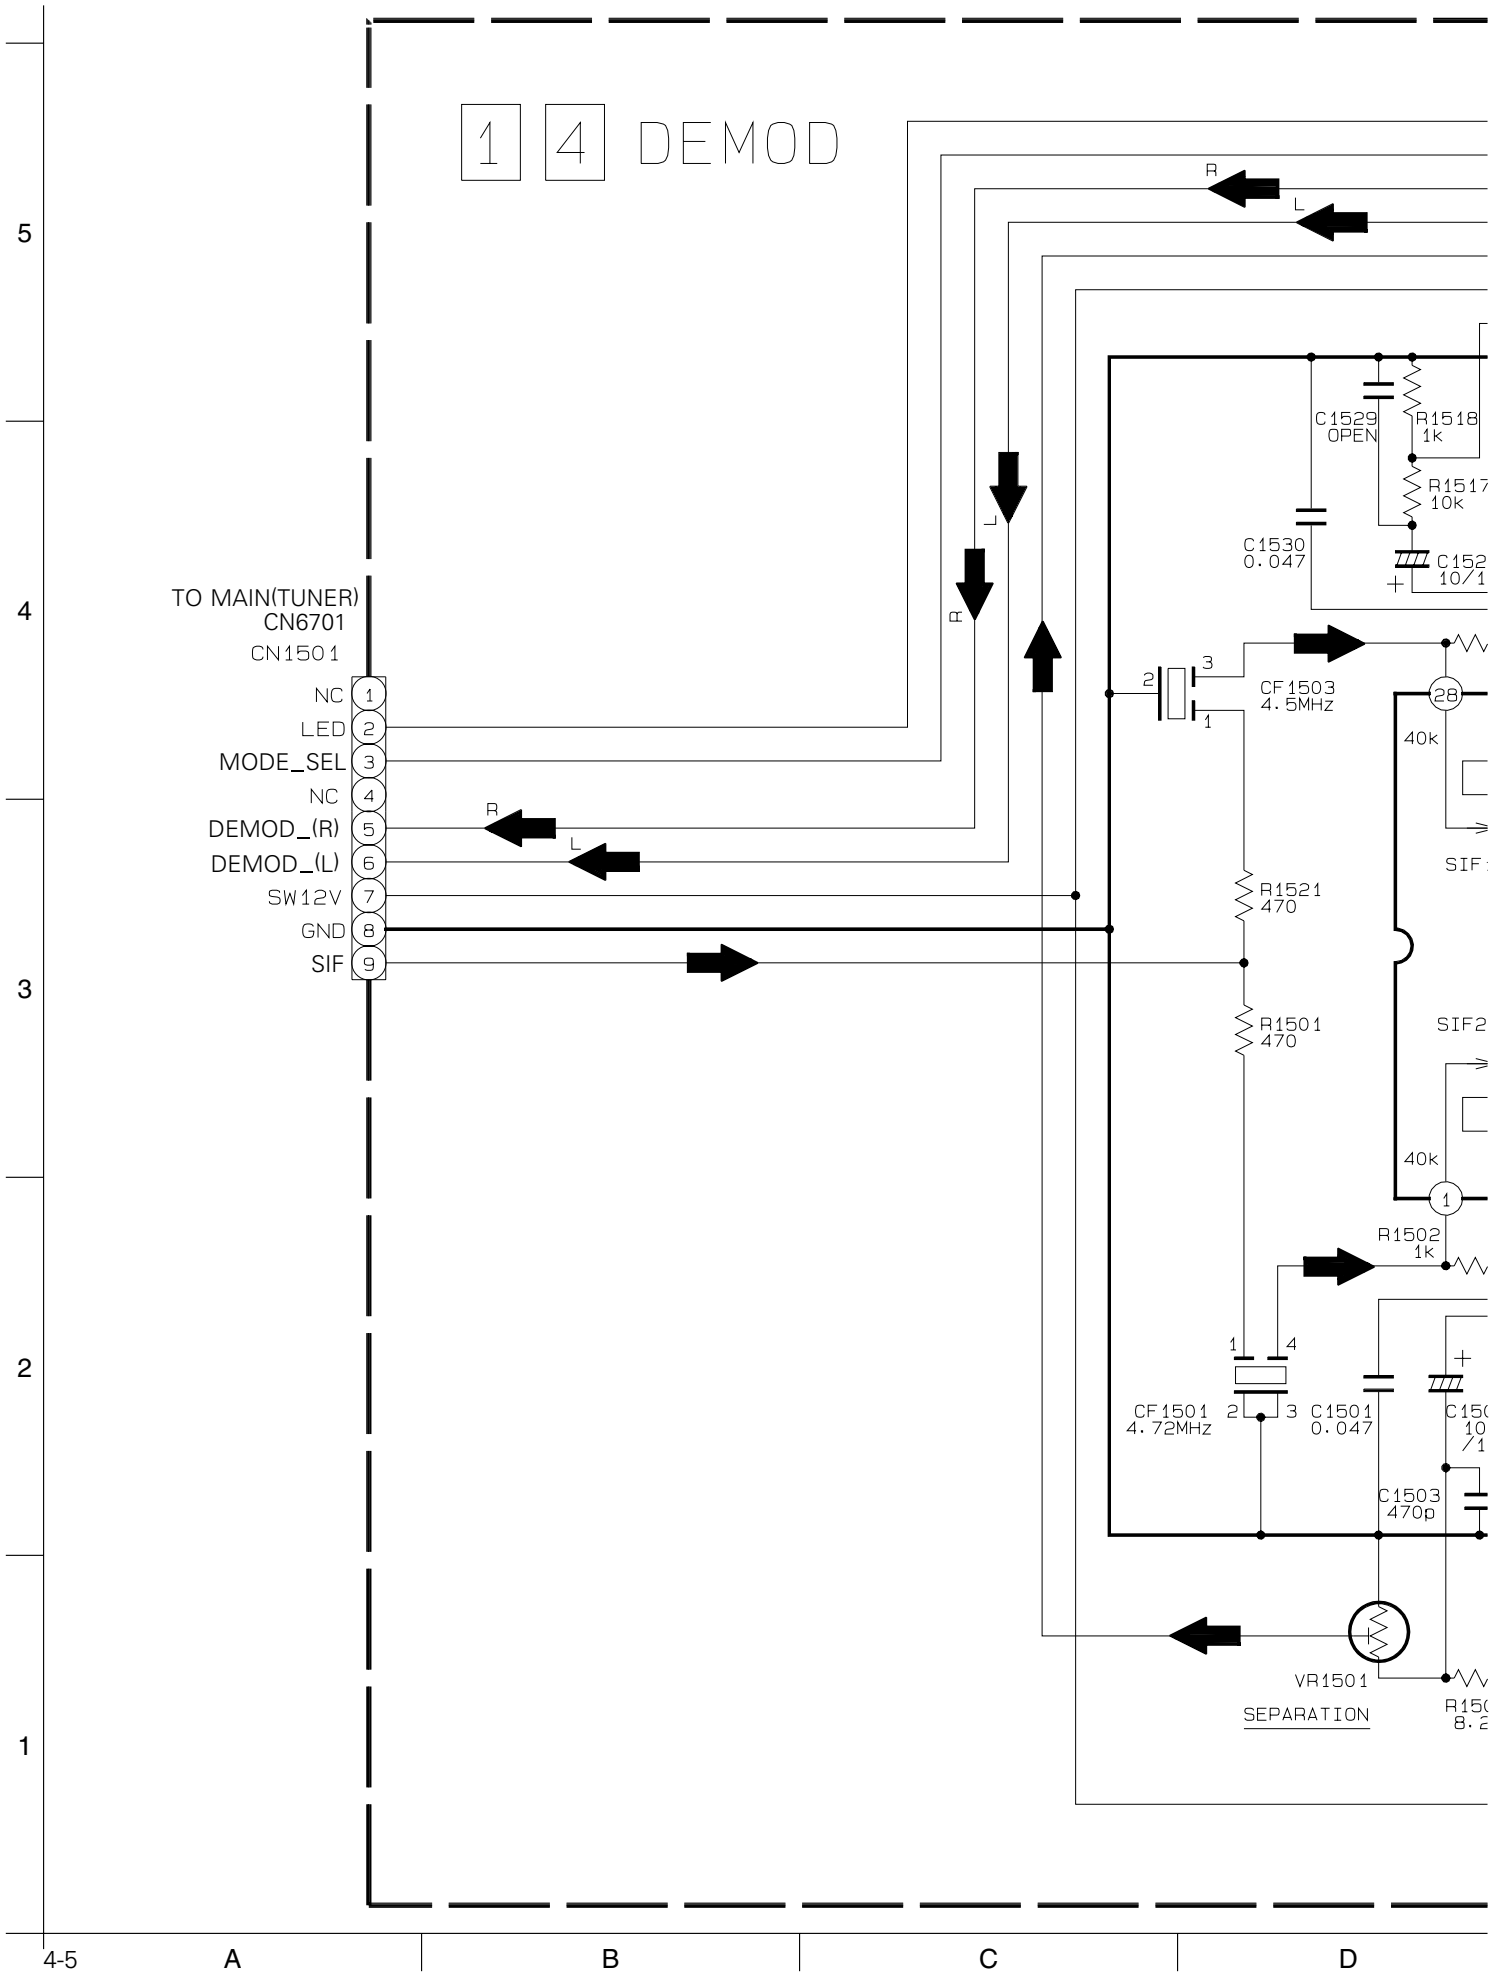 1 4 DEMOD
R
L
5
C1529
OPEN
R1518
1k
R1517
10k
L
C1530
0.047
+
TO MAIN(TUNER)
CN6701
4
R
CN1501
NC 1
LED 2
MODE_SEL 3
NC 4
DEMOD_(R) 5
DEMOD_(L) 6
SW12V 7
GND 8
SIF 9
R
L
2
3
1
CF1503
4.5MHz
28
40k
R1521
470
3
R1501
470
SIF2
40k
1
R1502
1k
2
1
4
+
CF1501
4.72MHz
2
3
C1501
0.047
C1503
470p
VR1501
SEPARATION
1
4-5
A
B
C
D